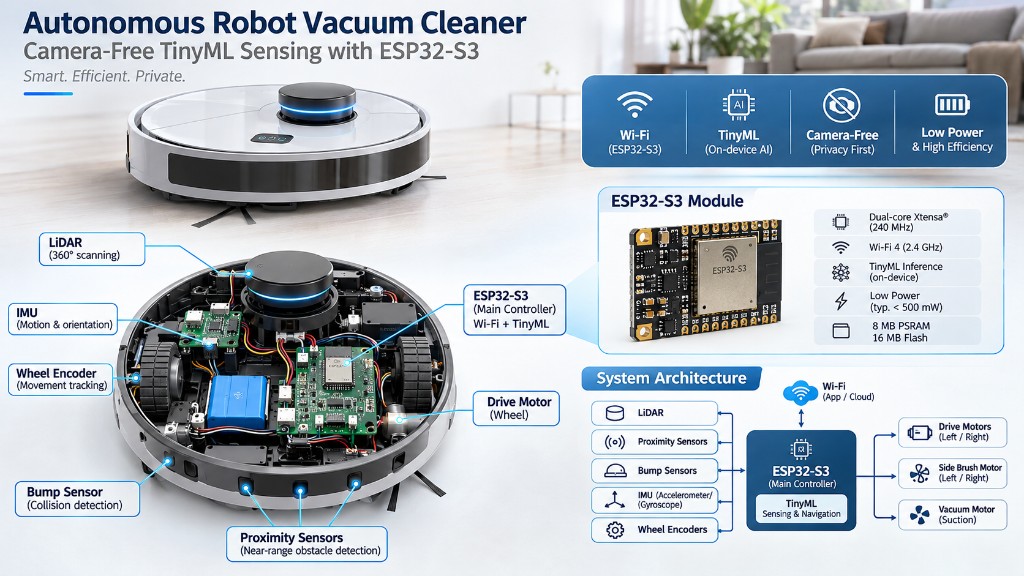 Autonomous Robot Vacuum Cleaner
Camera-Free TinyML Sensing with ESP32-S3
Smart. Efficient. Private.
Wi-Fi
(ESP32-S3)
AI
TinyML
(On-device AI)
Camera-Free
(Privacy First)
Low Power
& High Efficiency
LiDAR
(360° scanning)
IMU
(Motion & orientation)
Wheel Encoder
(Movement tracking)
Bump Sensor
(Collision detection)
Proximity Sensors
(Near-range obstacle detection)
ESP32-S3
(Main Controller)
Wi-Fi + TinyML
Drive Motor
(Wheel)
ESP32-S3 Module
ESP32-S3
Dual-core Xtensa®
(240 MHz)
Wi-Fi 4 (2.4 GHz)
TinyML Inference
(on-device)
Low Power
(typ. < 500 mW)
8 MB PSRAM
16 MB Flash
System Architecture
LiDAR
Proximity Sensors
Bump Sensors
IMU (Accelerometer/
Gyroscope)
Wheel Encoders
Wi-Fi
(App / Cloud)
ESP32-S3
(Main Controller)
TinyML
Sensing & Navigation
Drive Motors
(Left / Right)
Side Brush Motor
(Left / Right)
Vacuum Motor
(Suction)